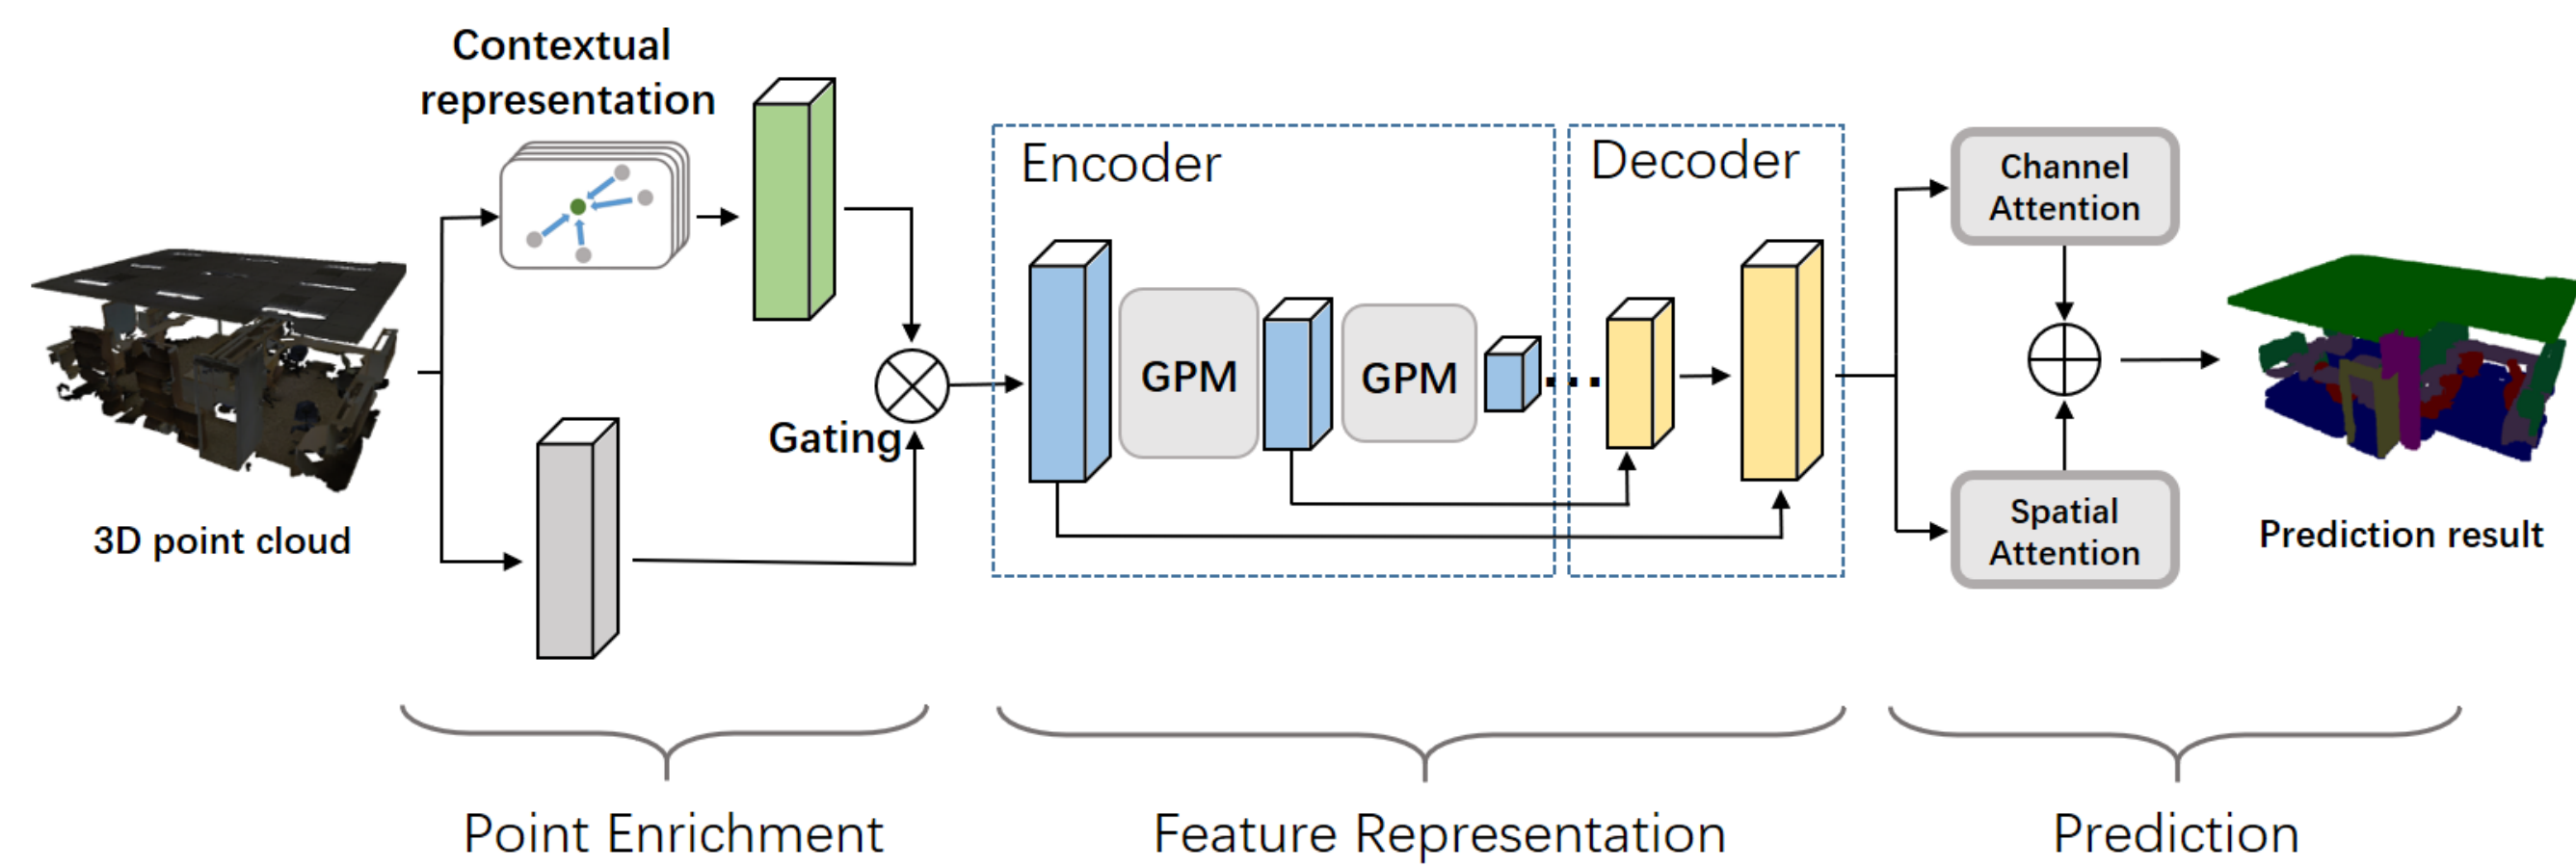 Contextual
representation
3D point cloud
Gating
Encoder
GPM
GPM
...
Decoder
Channel
Attention
Spatial
Attention
Prediction result
Point Enrichment
Feature Representation
Prediction